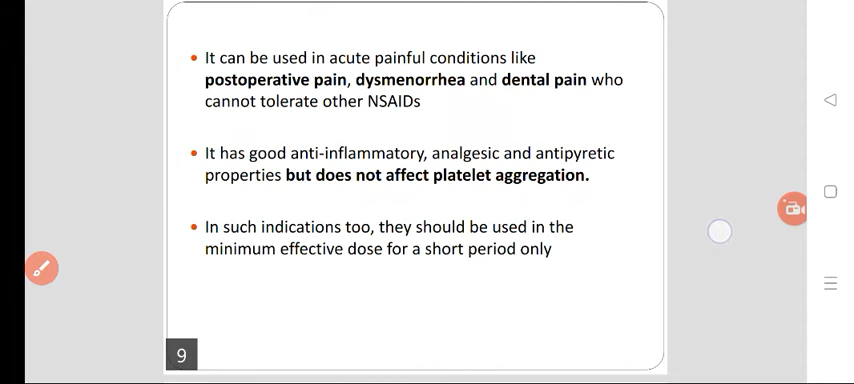 • It can be used in acute painful conditions like
postoperative pain, dysmenorrhea and dental pain who
cannot tolerate other NSAIDs
• It has good anti-inflammatory, analgesic and antipyretic
properties but does not affect platelet aggregation.
• In such indications too, they should be used in the
minimum effective dose for a short period only
9